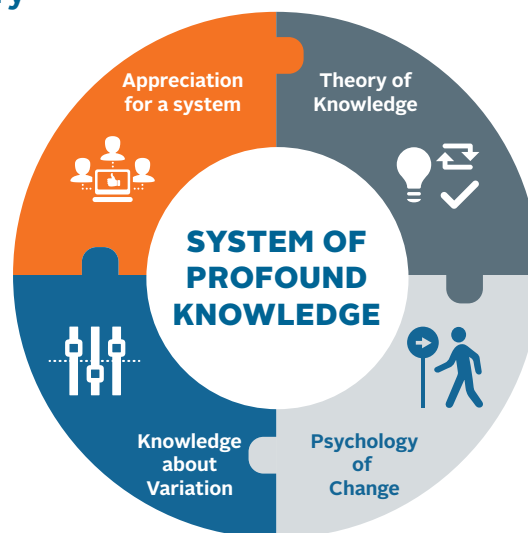 Appreciation
for a system
Theory of
Knowledge
SYSTEM OF
PROFOUND
KNOWLEDGE
Knowledge
about
Variation
Psychology
of
Change